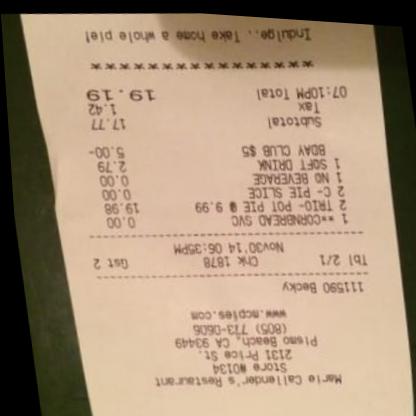 Marie Callender's Restaurant
Store #0134
2131 Price St.
Pismo Beach, CA 93449
(805) 773-0606
www.mcpies.com
111590 Becky
Tbl 2/1 Chk 1878 Gst 2
Nov30'14 06:35PM
1 **CORNBREAD SVC 0.00
2 TRIO- POT PIE @ 9.99 19.98
2 C- PIE SLICE 0.00
1 NO BEVERAGE 0.00
1 SOFT DRINK 2.79
BDAY CLUB $5 5.00-
Subtotal 17.77
Tax 1.42
07:10PM Total 19.19
* * * * * * * * * * * * * * * * *
Indulge.. Take home a whole pie!